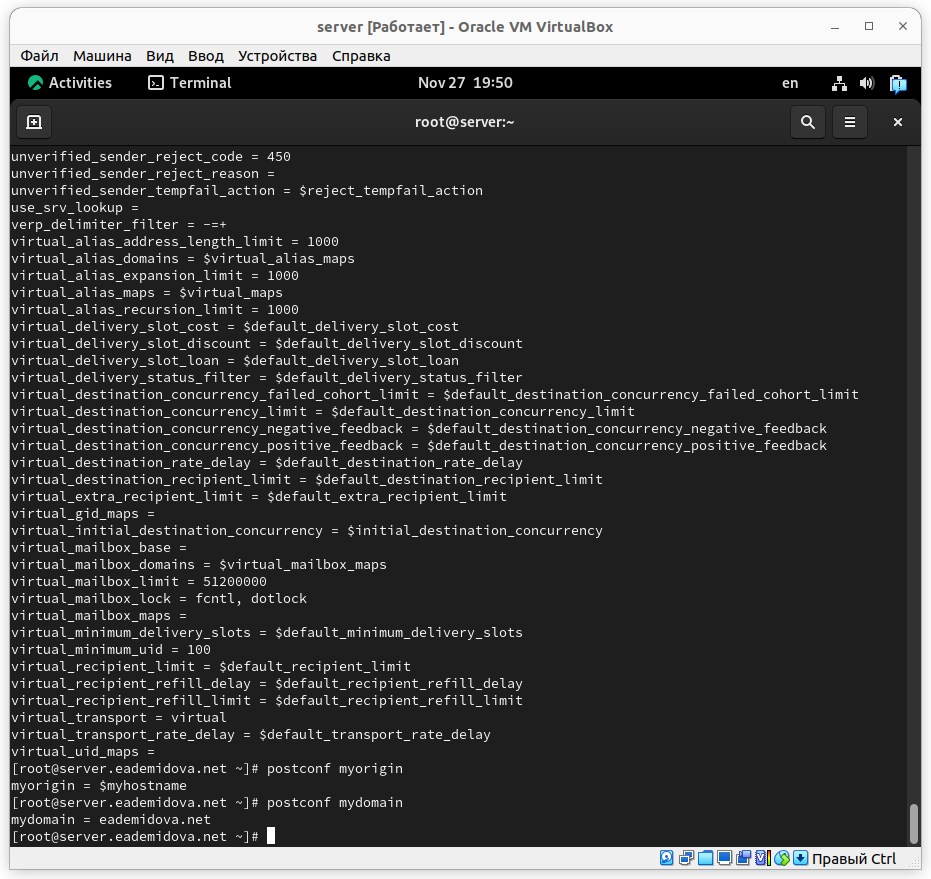 server [Работает] - Oracle VM VirtualBox
Файл Машина Вид Ввод Устройства Справка
Activities Terminal Nov 27 19:50 en
root@server:~
unverified_sender_reject_code = 450
unverified_sender_reject_reason =
unverified_sender_tempfail_action = $reject_tempfail_action
use_srv_lookup =
verp_delimiter_filter = -=+
virtual_alias_address_length_limit = 1000
virtual_alias_domains = $virtual_alias_maps
virtual_alias_expansion_limit = 1000
virtual_alias_maps = $virtual_maps
virtual_alias_recursion_limit = 1000
virtual_delivery_slot_cost = $default_delivery_slot_cost
virtual_delivery_slot_discount = $default_delivery_slot_discount
virtual_delivery_slot_loan = $default_delivery_slot_loan
virtual_delivery_status_filter = $default_delivery_status_filter
virtual_destination_concurrency_failed_cohort_limit = $default_destination_concurrency_failed_cohort_limit
virtual_destination_concurrency_limit = $default_destination_concurrency_limit
virtual_destination_concurrency_negative_feedback = $default_destination_concurrency_negative_feedback
virtual_destination_concurrency_positive_feedback = $default_destination_concurrency_positive_feedback
virtual_destination_rate_delay = $default_destination_rate_delay
virtual_destination_recipient_limit = $default_destination_recipient_limit
virtual_extra_recipient_limit = $default_extra_recipient_limit
virtual_gid_maps =
virtual_initial_destination_concurrency = $initial_destination_concurrency
virtual_mailbox_base =
virtual_mailbox_domains = $virtual_mailbox_maps
virtual_mailbox_limit = 51200000
virtual_mailbox_lock = fcntl, dotlock
virtual_mailbox_maps =
virtual_minimum_delivery_slots = $default_minimum_delivery_slots
virtual_minimum_uid = 100
virtual_recipient_limit = $default_recipient_limit
virtual_recipient_refill_delay = $default_recipient_refill_delay
virtual_recipient_refill_limit = $default_recipient_refill_limit
virtual_transport = virtual
virtual_transport_rate_delay = $default_transport_rate_delay
virtual_uid_maps =
[root@server.eademidova.net ~]# postconf myorigin
myorigin = $myhostname
[root@server.eademidova.net ~]# postconf mydomain
mydomain = eademidova.net
[root@server.eademidova.net ~]#
Правый Ctrl